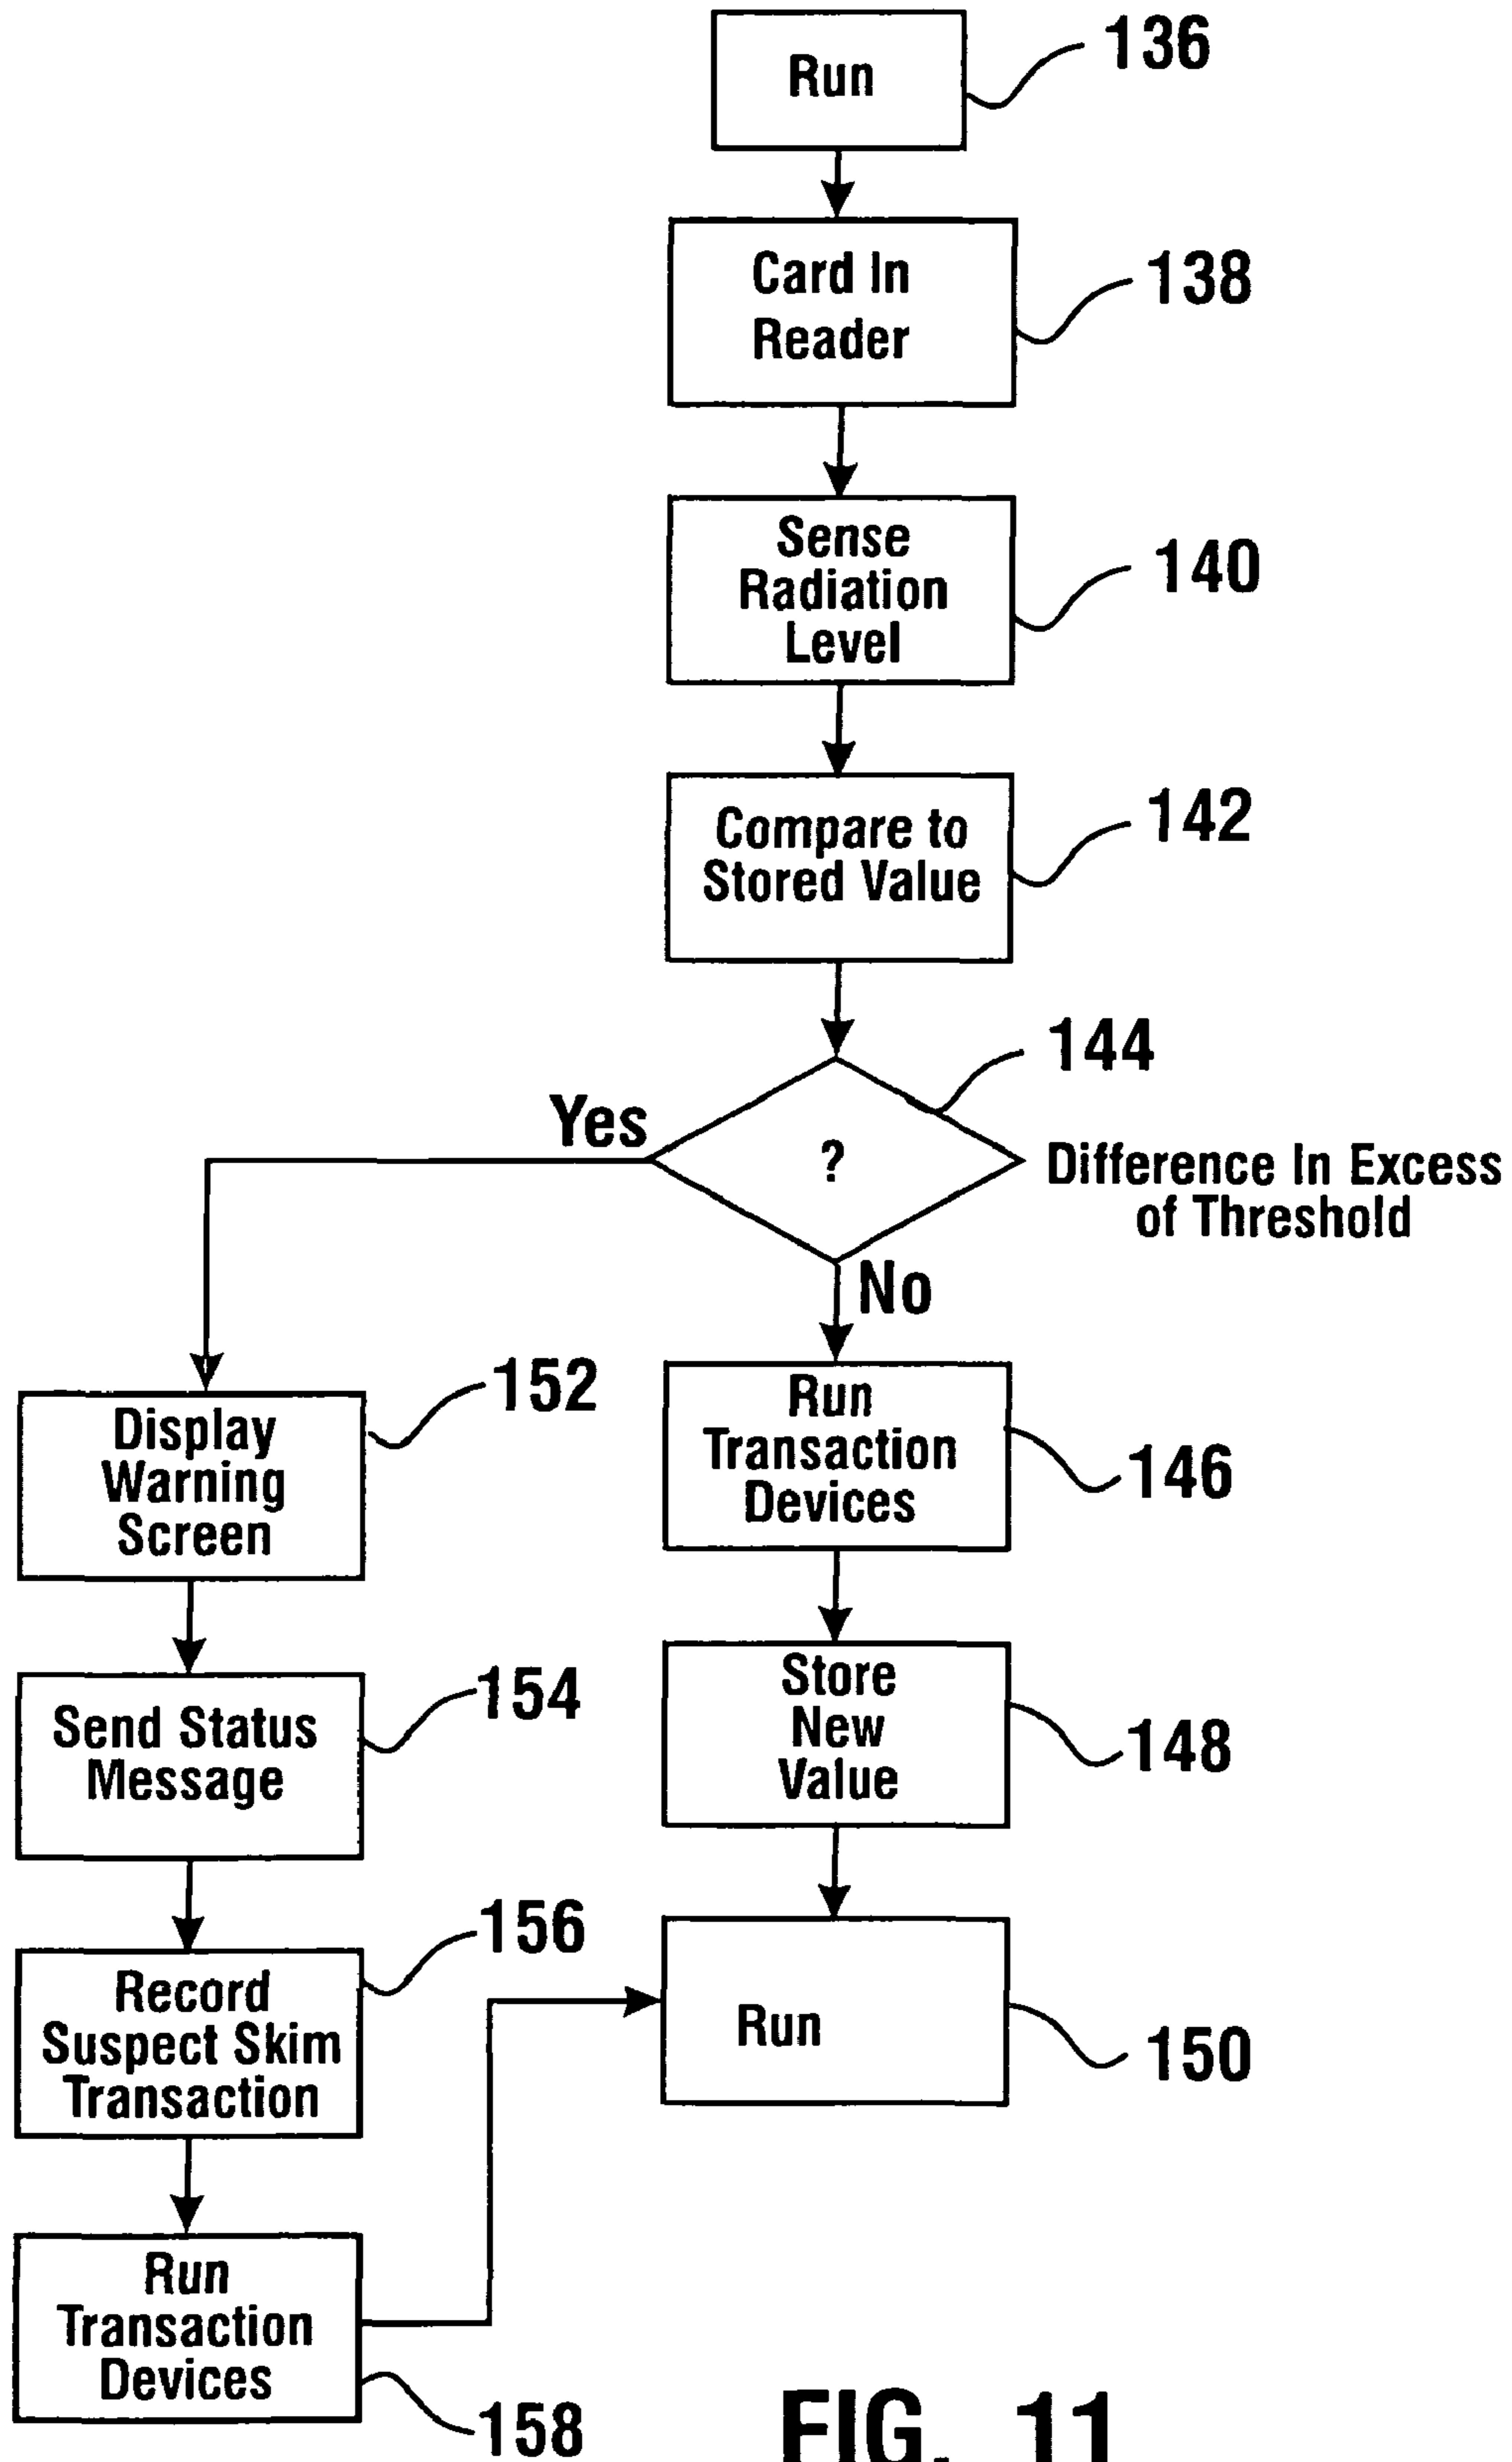 Run
136
Card In
Reader
138
Sense
Radiation
Level
140
Compare to
Stored Value
142
144
Yes
?
Difference In Excess
of Threshold
No
152
Display
Warning
Screen
Run
Transaction
Devices
146
154
Send Status
Message
Store
New
Value
148
156
Record
Suspect Skim
Transaction
Run
150
Run
Transaction
Devices
158
FIG. 11